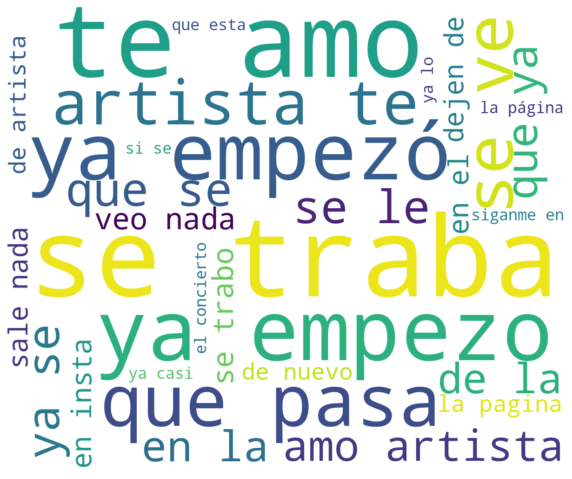 te amo
que esta
de artista
artista te
ya lo
en el
dejen de
se ve
que ya
la página
ya empezó
si se
que se
veo nada
se le
siganme en
se traba
sale nada
el concierto
se trabo
ya empezo
ya se
en insta
ya casi
de nuevo
de la
que pasa
la pagina
en la
amo artista